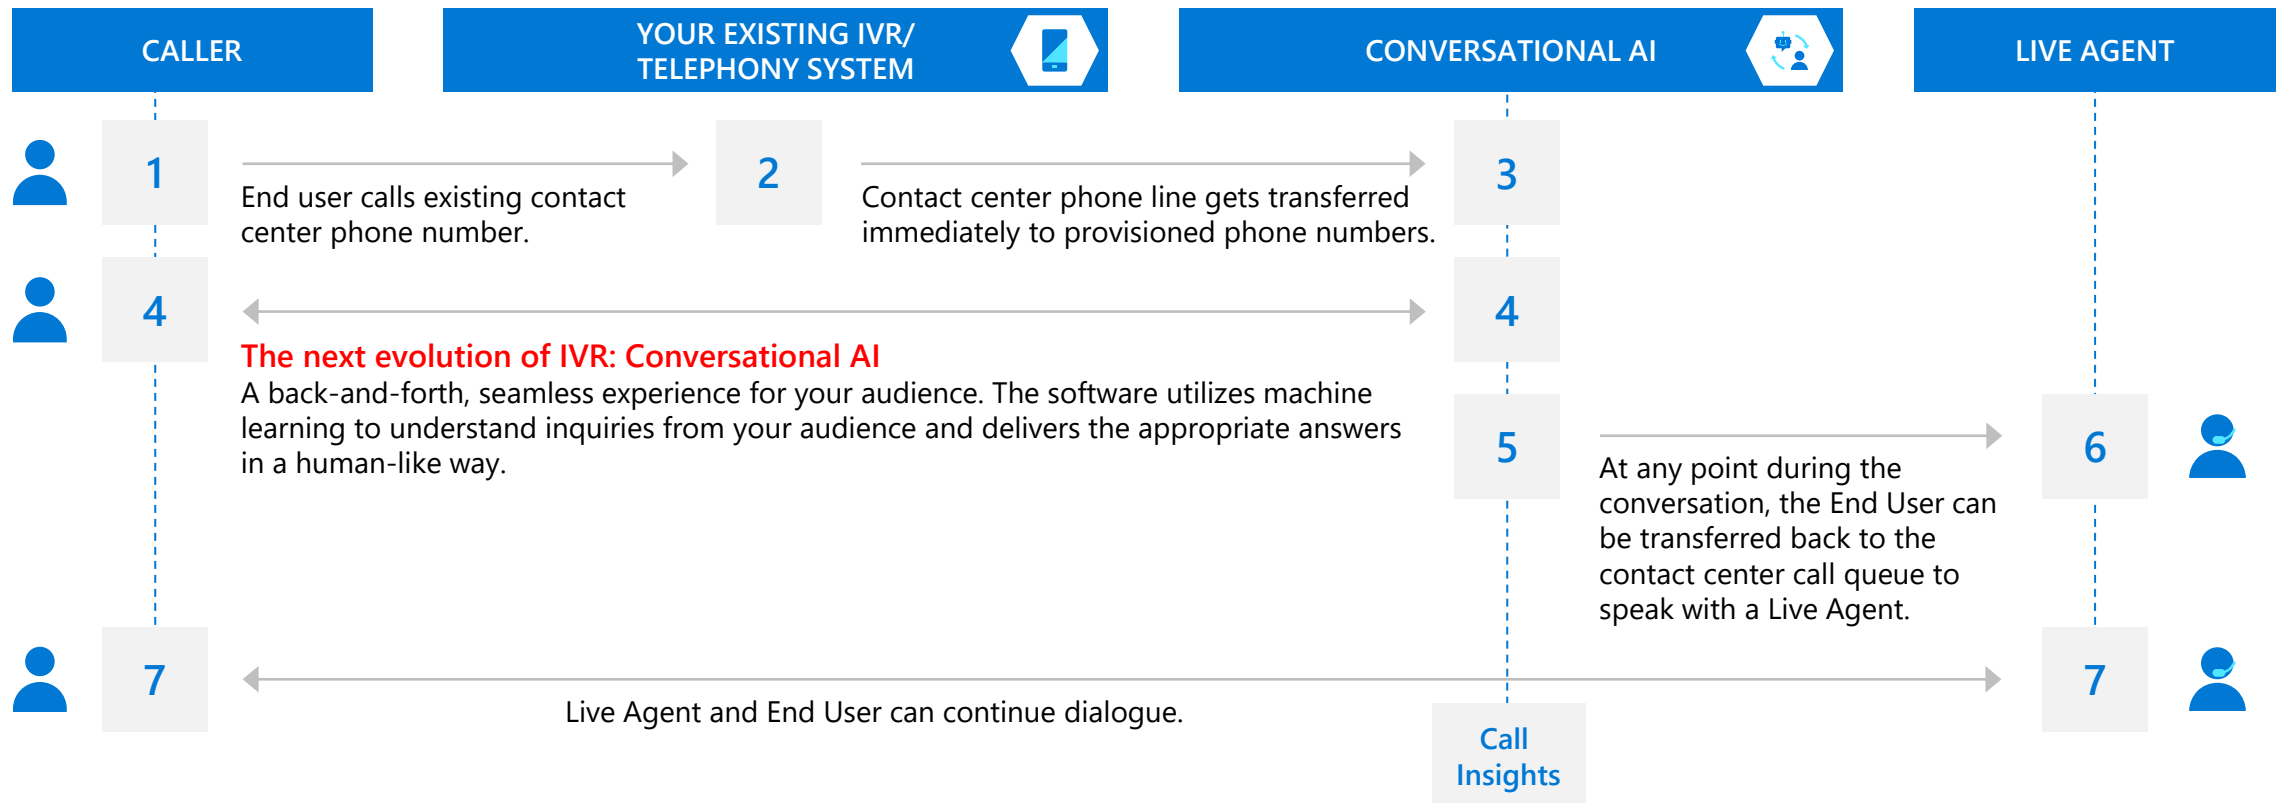 CALLER
YOUR EXISTING IVR/
TELEPHONY SYSTEM
CONVERSATIONAL AI
LIVE AGENT
1
End user calls existing contact
center phone number.
2
Contact center phone line gets transferred
immediately to provisioned phone numbers.
3
4
4
The next evolution of IVR: Conversational AI
A back-and-forth, seamless experience for your audience. The software utilizes machine
learning to understand inquiries from your audience and delivers the appropriate answers
in a human-like way.
5
At any point during the
conversation, the End User can
be transferred back to the
contact center call queue to
speak with a Live Agent.
6
7
Live Agent and End User can continue dialogue.
7
Call
Insights